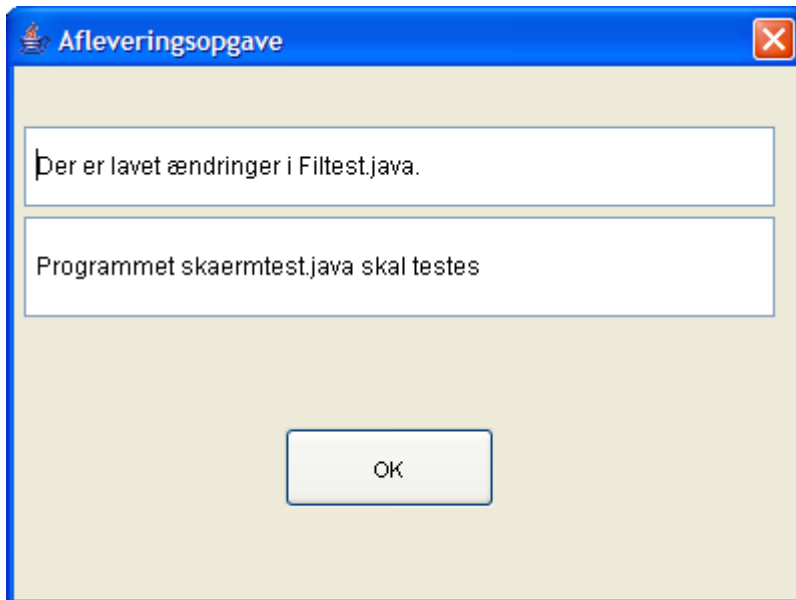 Afleveringsopgave
Der er lavet ændringer i Filtest.java.
Programmet skaermtest.java skal testes
OK